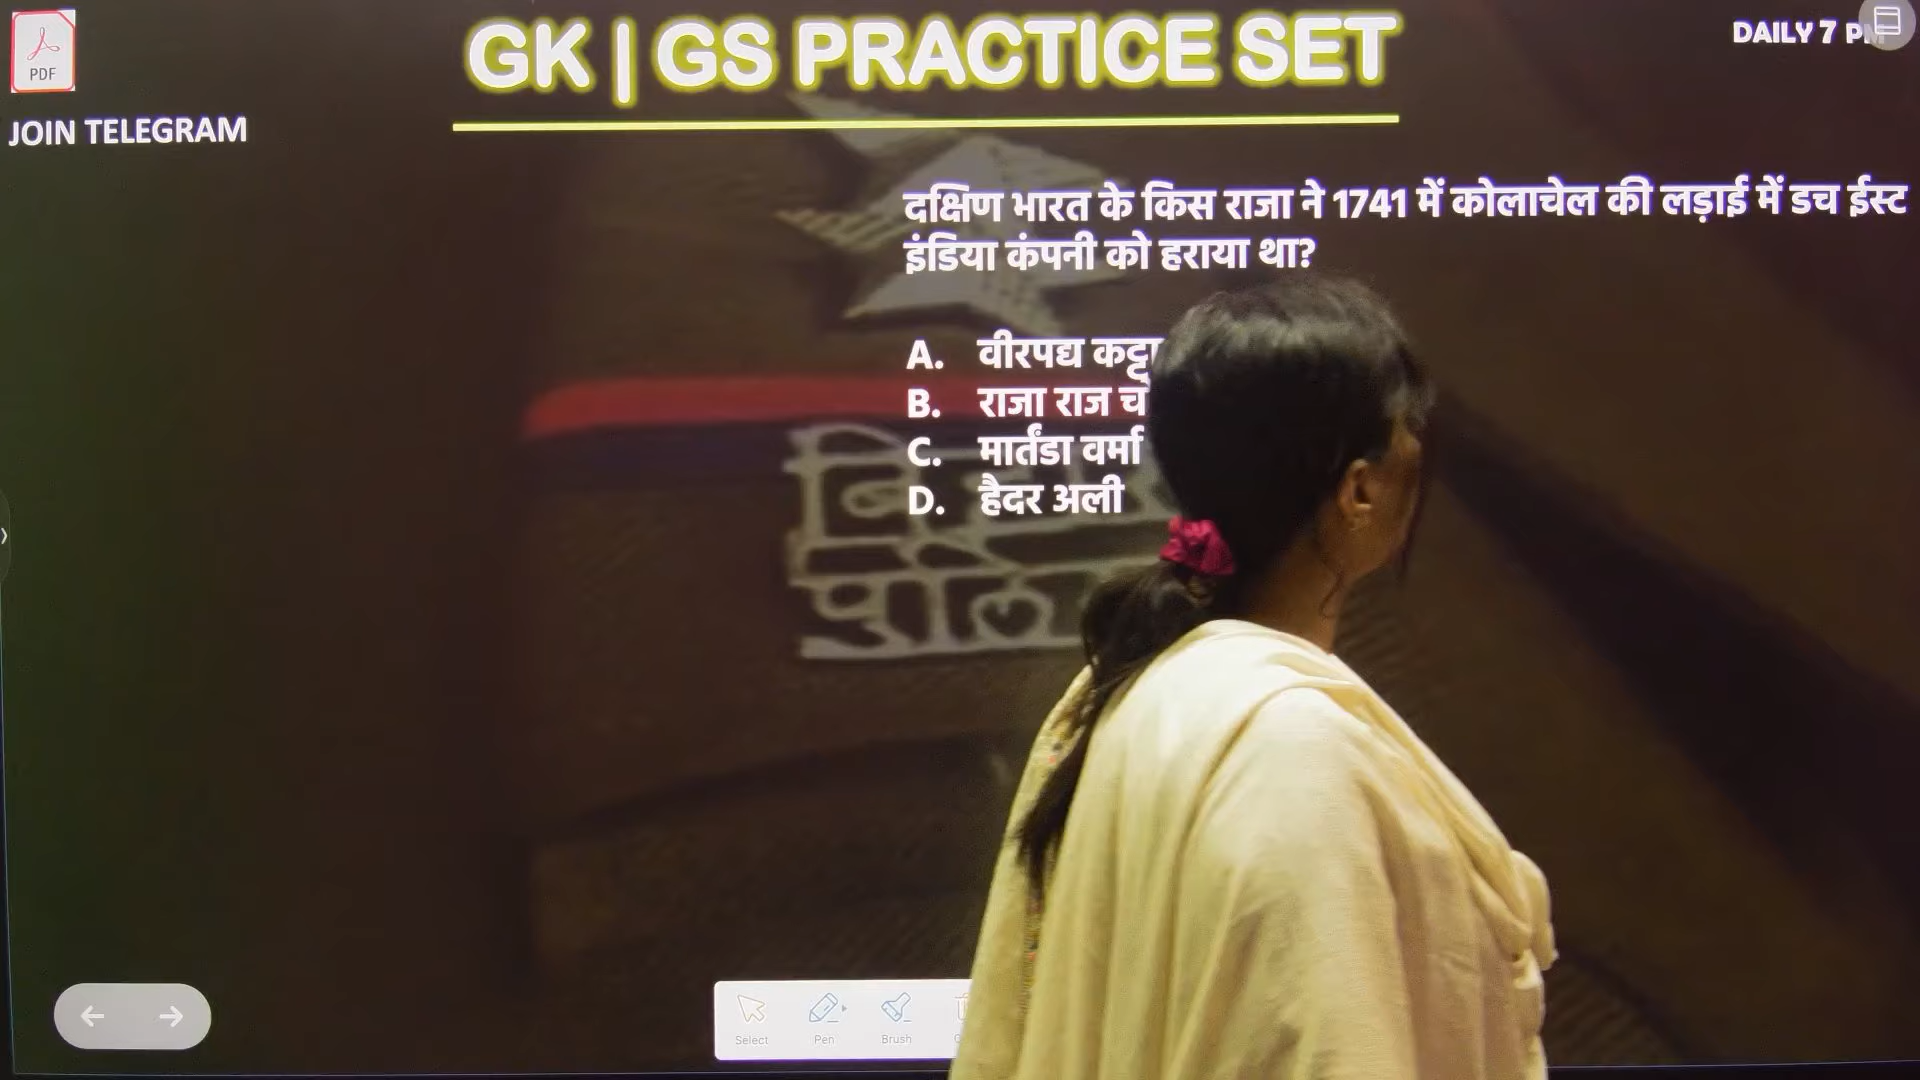 PDF
JOIN TELEGRAM
GK | GS PRACTICE SET
DAILY 7
दक्षिण भारत के किस राजा ने 1741 में कोलाचेल की लड़ाई में डच ईस्ट
इंडिया कंपनी को हराया था?
A. वीरपद्य
B. राजा राज
C. मार्तंडा वर्मा
D. हैदर अली
Select
Pen
Brush